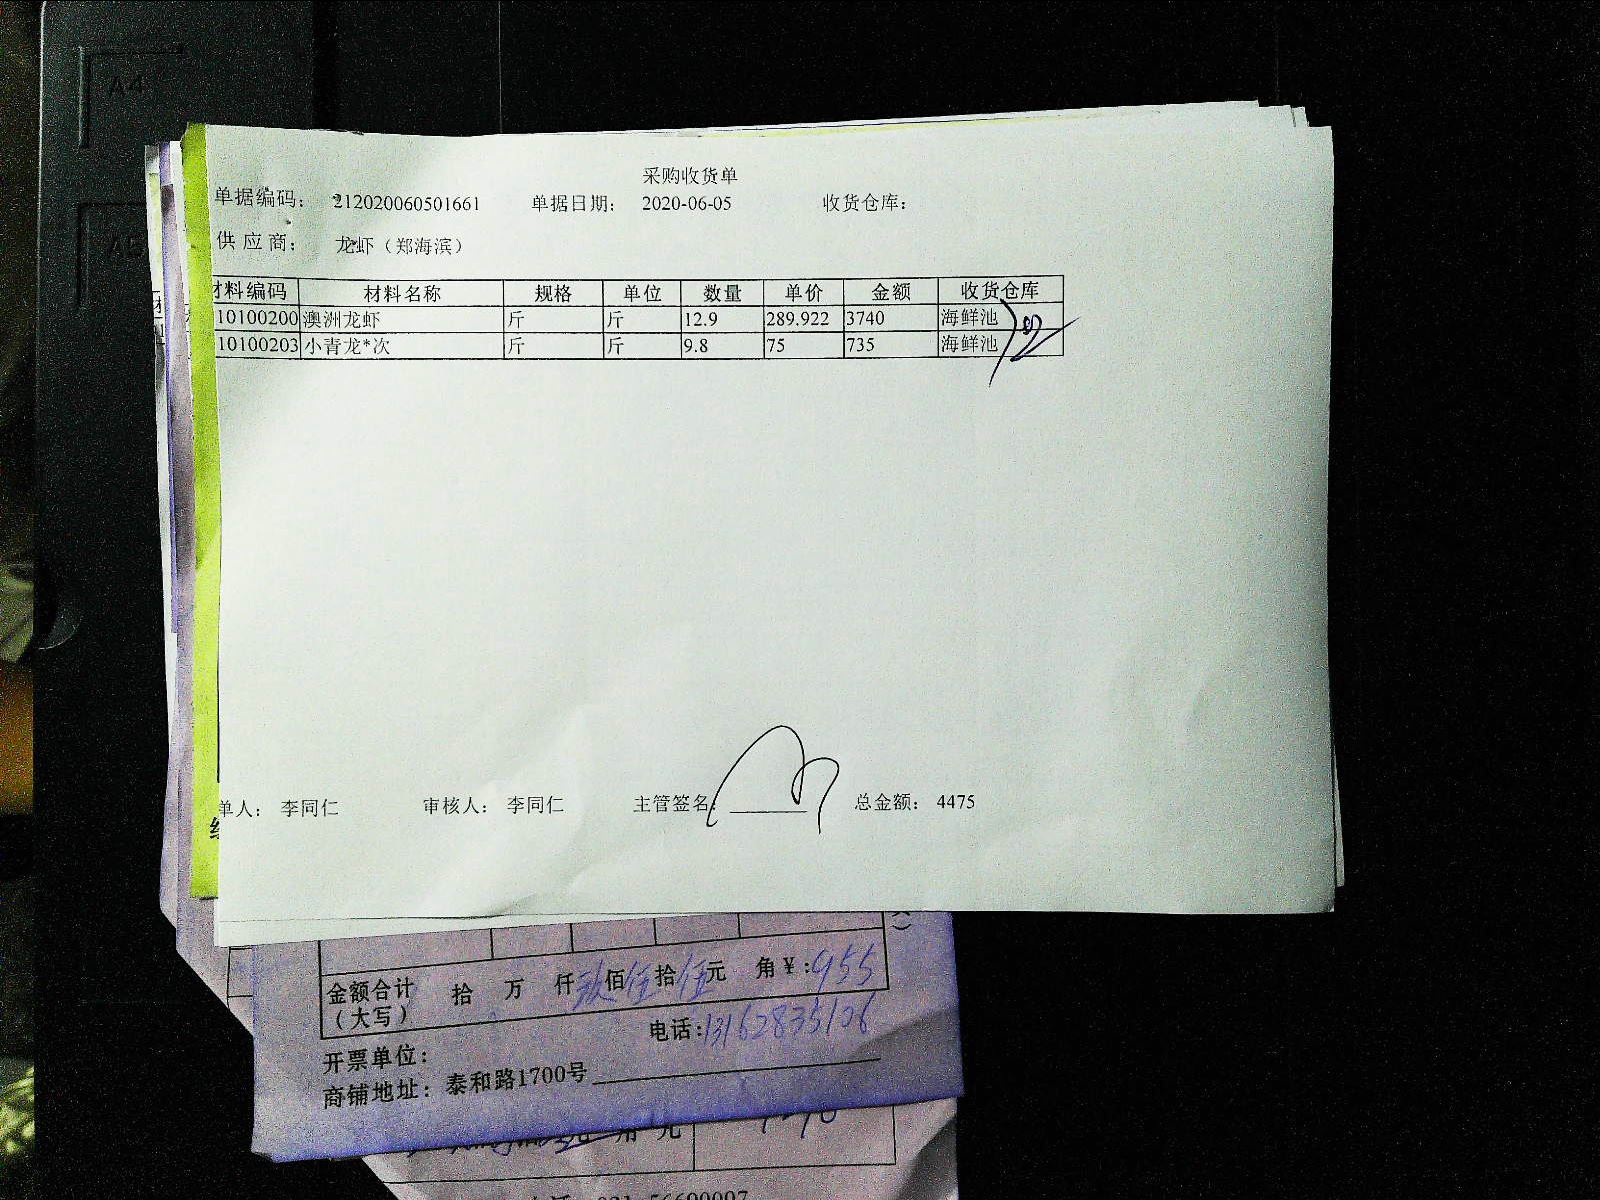 采购收货单
单据编码： 212020060501661 单据日期： 2020-06-05 收货仓库：
供 应 商： 龙虾（郑海滨）
材料编码 材料名称 规格 单位 数量 单价 金额 收货仓库
10100200 澳洲龙虾 斤 斤 12.9 289.922 3740 海鲜池
10100203 小青龙*次 斤 斤 9.8 75 735 海鲜池
单人： 李同仁 审核人： 李同仁 主管签名： 总金额： 4475
金额合计 拾 万 仟玖佰伍拾伍元 角¥：955
（大写）
电话：13162835106
开票单位：
商铺地址：泰和路1700号